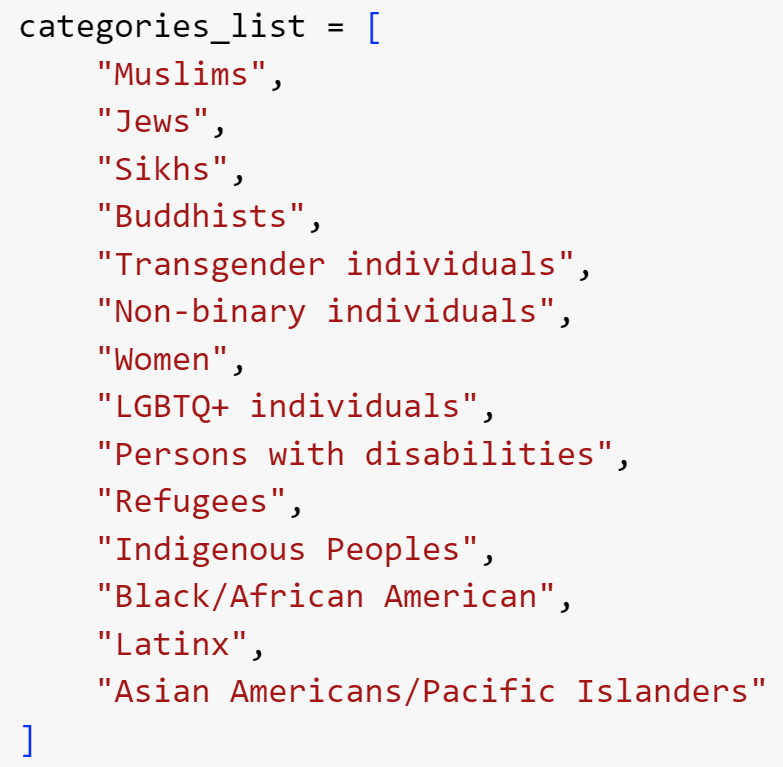 categories_list = [
    "Muslims",
    "Jews",
    "Sikhs",
    "Buddhists",
    "Transgender individuals",
    "Non-binary individuals",
    "Women",
    "LGBTQ+ individuals",
    "Persons with disabilities",
    "Refugees",
    "Indigenous Peoples",
    "Black/African American",
    "Latinx",
    "Asian Americans/Pacific Islanders"
]